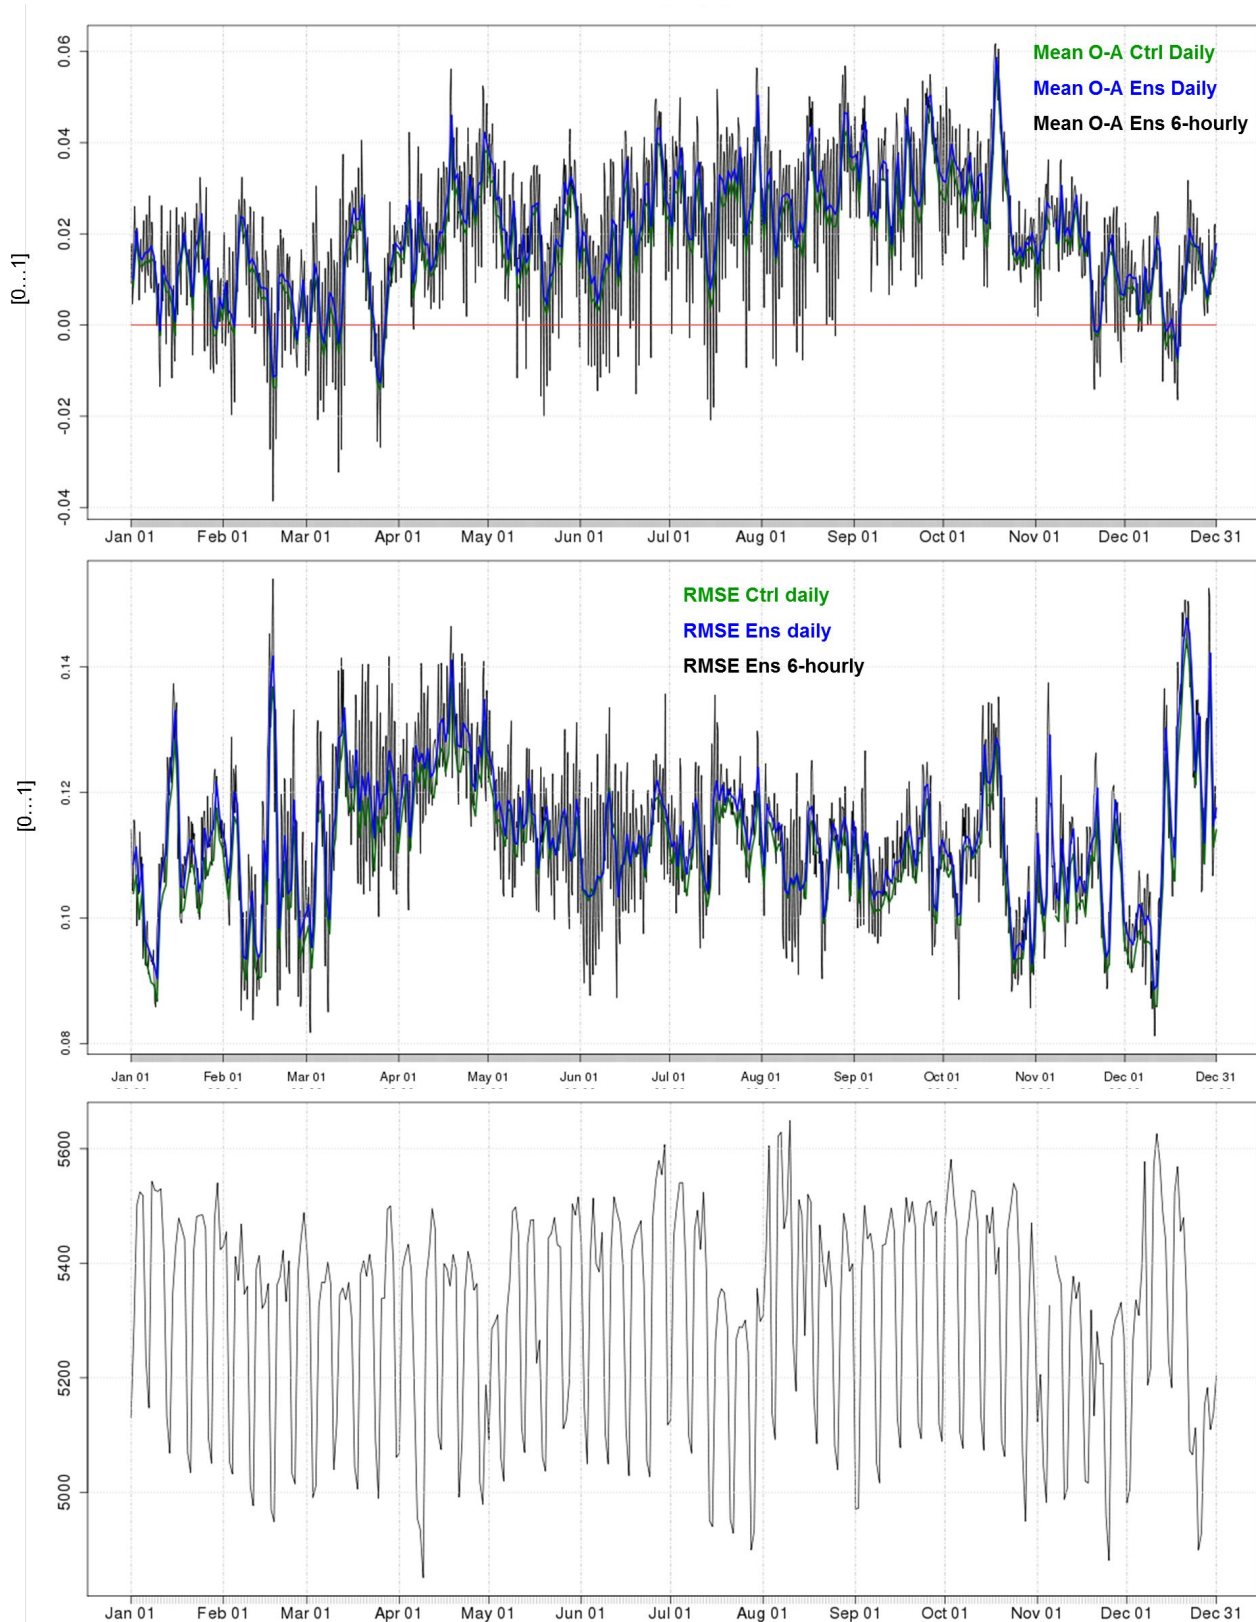 0.06
0.04
0.02
0.00
-0.02
-0.04
[0...1]
Mean O-A Ctrl Daily
Mean O-A Ens Daily
Mean O-A Ens 6-hourly
Jan 01 Feb 01 Mar 01 Apr 01 May 01 Jun 01 Jul 01 Aug 01 Sep 01 Oct 01 Nov 01 Dec 01 Dec 31
0.14
0.12
0.10
0.08
[0...1]
RMSE Ctrl daily
RMSE Ens daily
RMSE Ens 6-hourly
Jan 01 Feb 01 Mar 01 Apr 01 May 01 Jun 01 Jul 01 Aug 01 Sep 01 Oct 01 Nov 01 Dec 01 Dec 31
5600
5400
5200
5000
Jan 01 Feb 01 Mar 01 Apr 01 May 01 Jun 01 Jul 01 Aug 01 Sep 01 Oct 01 Nov 01 Dec 01 Dec 31